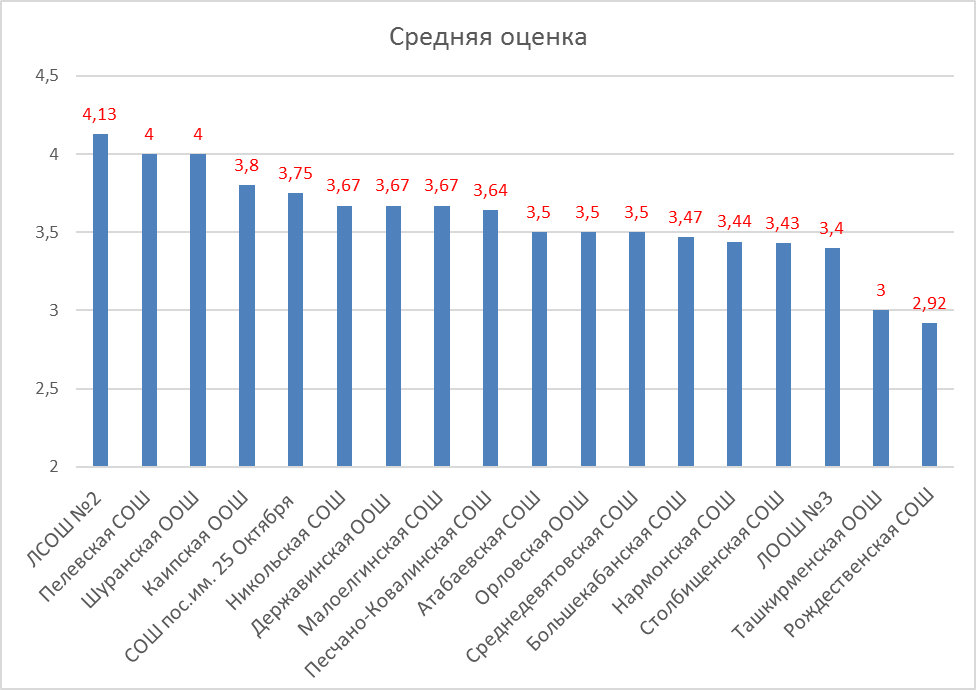 Средняя оценка
4,5
4
3,5
3
2,5
2
4,13
4
4
3,8
3,75
3,67
3,67
3,67
3,64
3,5
3,5
3,5
3,47
3,44
3,43
3,4
3
2,92
ЛСОШ №2
Пелевская СОШ
Шуранская ООШ
Каипская ООШ
СОШ пос.им. 25 Октября
Никольская СОШ
Державинская ООШ
Малоелгинская СОШ
Песчано-Ковалинская СОШ
Атабаевская СОШ
Орловская ООШ
Среднедевятовская СОШ
Большекабанская СОШ
Нармонская СОШ
Столбищенская СОШ
ЛООШ №3
Ташкирменская ООШ
Рождественская СОШ